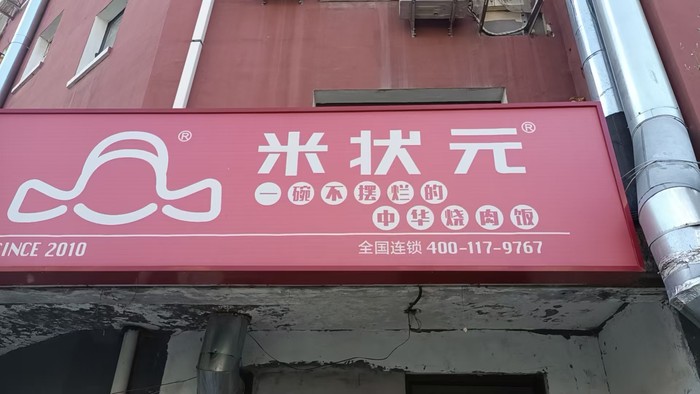 米状元®
®
一碗不摆烂的
中华烧肉饭
SINCE 2010
全国连锁 400-117-9767